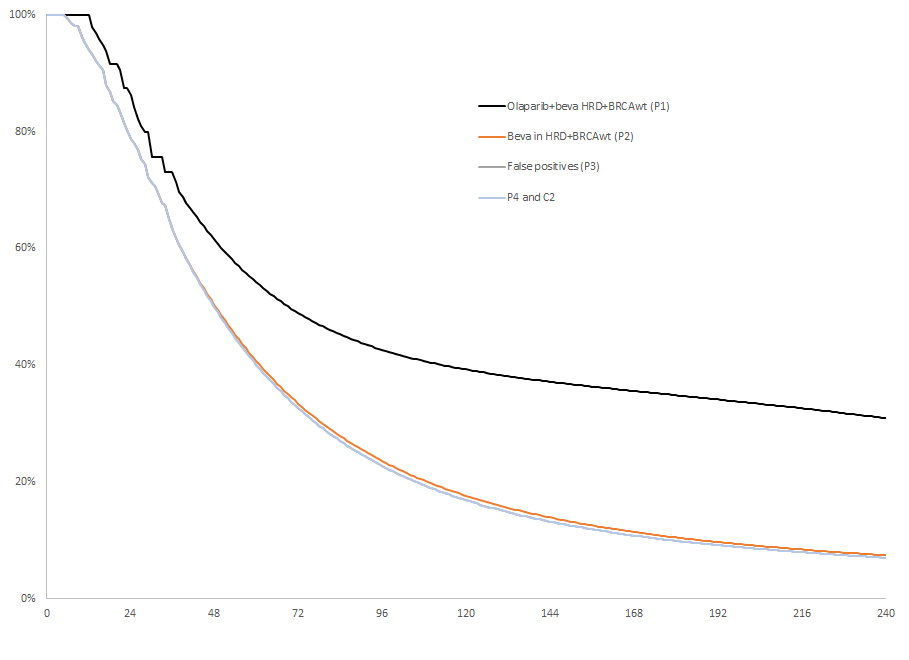 100%
80%
60%
40%
20%
0%
Olaparib+beva HRD+BRCAwt (P1)
Beva in HRD+BRCAwt (P2)
False positives (P3)
P4 and C2
0 24 48 72 96 120 144 168 192 216 240